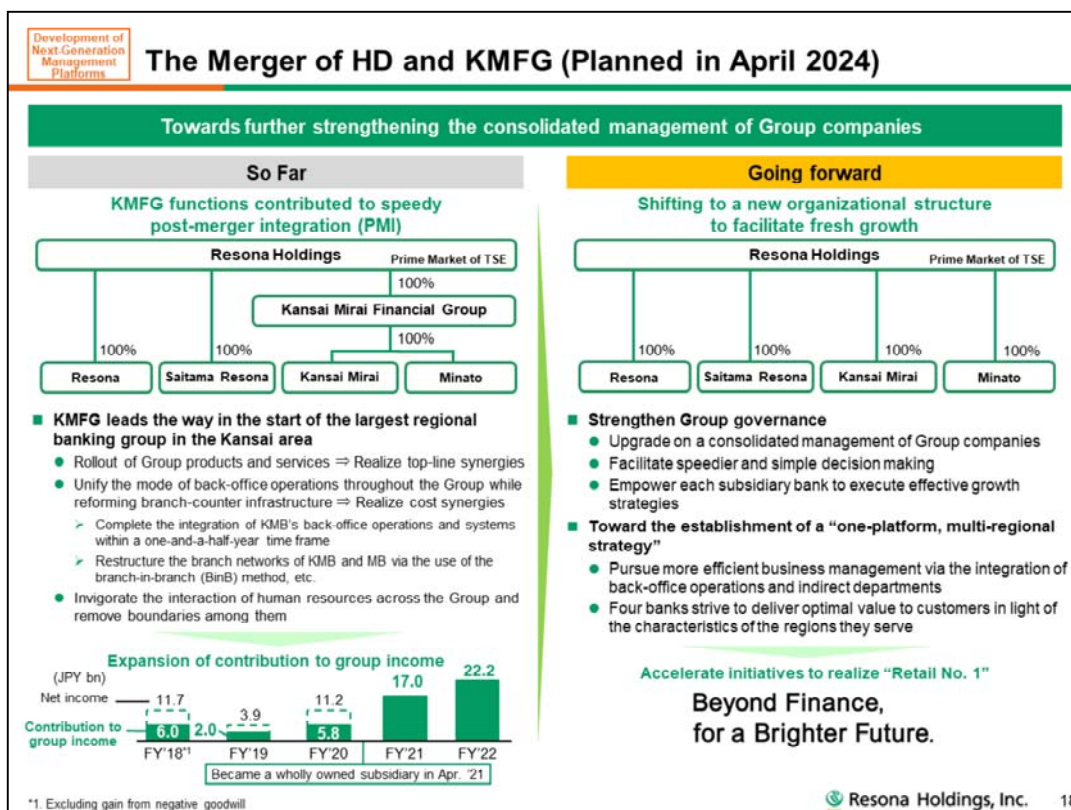 Development of
Next-Generation
Management
Platforms
The Merger of HD and KMFG (Planned in April 2024)
Towards further strengthening the consolidated management of Group companies
So Far
KMFG functions contributed to speedy
post-merger integration (PMI)
Resona Holdings Prime Market of TSE
100%
Kansai Mirai Financial Group
100% 100% 100%
Resona Saitama Resona Kansai Mirai Minato
■ KMFG leads the way in the start of the largest regional
banking group in the Kansai area
● Rollout of Group products and services ⇒ Realize top-line synergies
● Unify the mode of back-office operations throughout the Group while
reforming branch-counter infrastructure ⇒ Realize cost synergies
➢ Complete the integration of KMB's back-office operations and systems
within a one-and-a-half-year time frame
➢ Restructure the branch networks of KMB and MB via the use of the
branch-in-branch (BinB) method, etc.
● Invigorate the interaction of human resources across the Group and
remove boundaries among them
Expansion of contribution to group income
(JPY bn)
Net income 11.7 3.9 11.2 17.0 22.2
Contribution to
group income
6.0 2.0 5.8
FY'18*1 FY'19 FY'20 FY'21 FY'22
Became a wholly owned subsidiary in Apr. '21
*1. Excluding gain from negative goodwill
Going forward
Shifting to a new organizational structure
to facilitate fresh growth
Resona Holdings Prime Market of TSE
100% 100% 100% 100%
Resona Saitama Resona Kansai Mirai Minato
■ Strengthen Group governance
● Upgrade on a consolidated management of Group companies
● Facilitate speedier and simple decision making
● Empower each subsidiary bank to execute effective growth
strategies
■ Toward the establishment of a “one-platform, multi-regional
strategy”
● Pursue more efficient business management via the integration of
back-office operations and indirect departments
● Four banks strive to deliver optimal value to customers in light of
the characteristics of the regions they serve
Accelerate initiatives to realize “Retail No. 1”
Beyond Finance,
for a Brighter Future.
Resona Holdings, Inc. 18